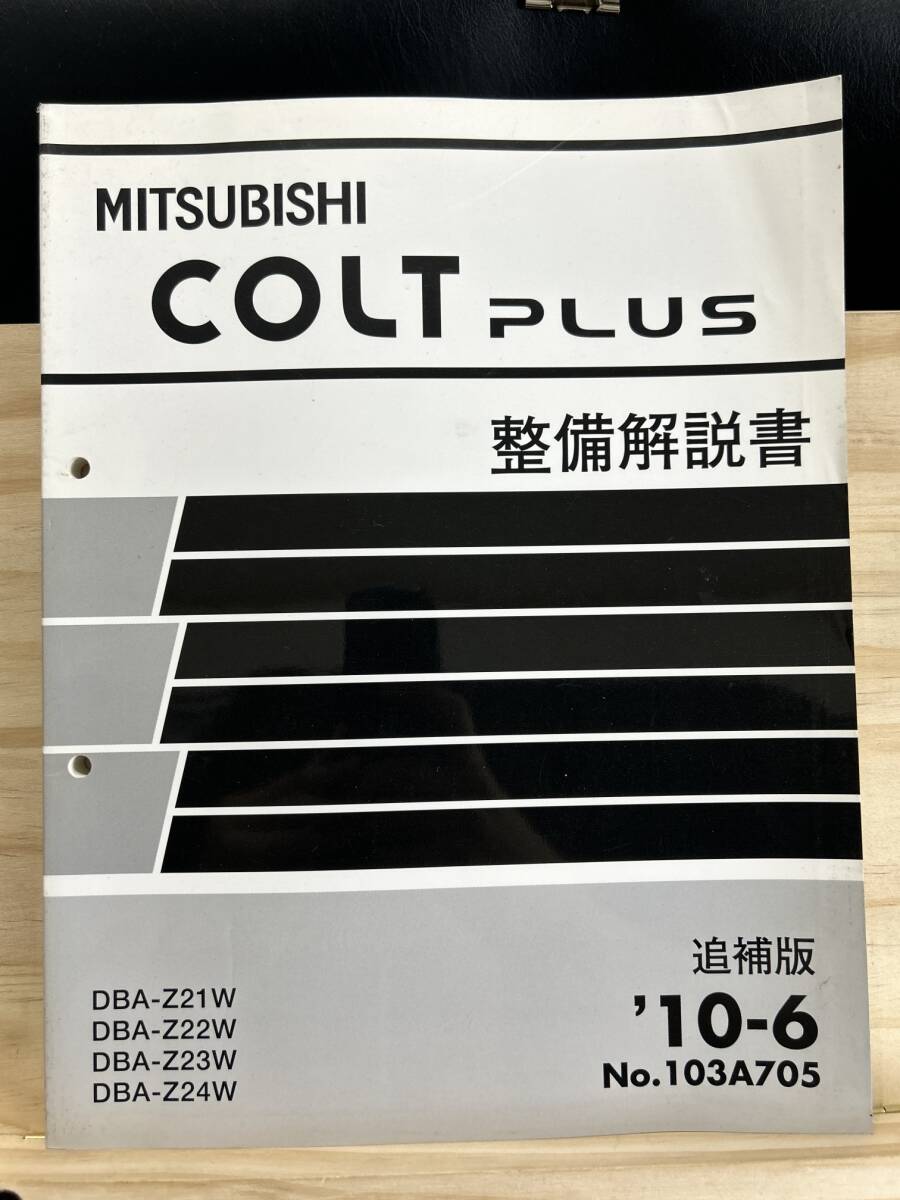 MITSUBISHI
COLT PLUS
整備解説書
追補版
'10-6
No.103A705
DBA-Z21W
DBA-Z22W
DBA-Z23W
DBA-Z24W